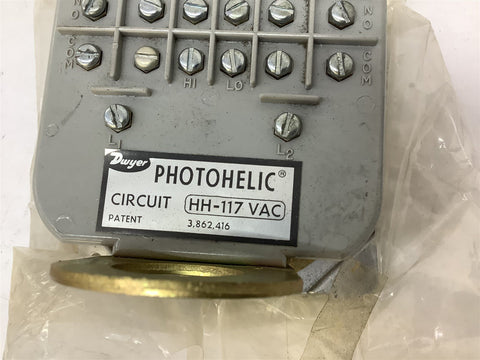 NO NO
COM HI LO COM
L1 L2
Dwyer PHOTOHELIC®
CIRCUIT HH-117 VAC
PATENT 3,862,416